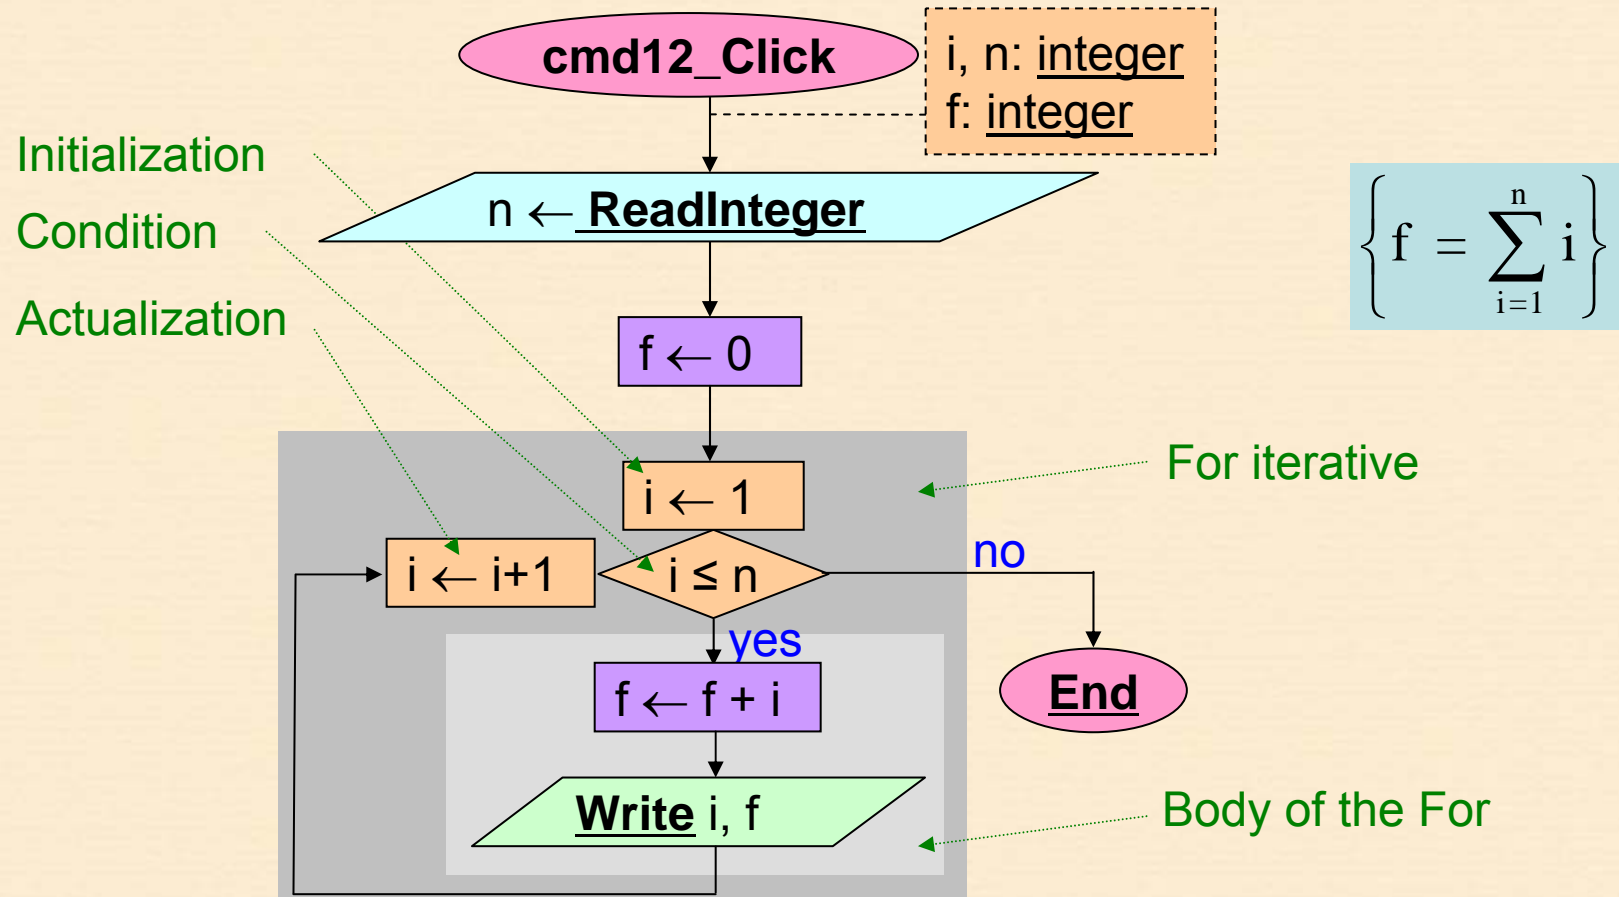 cmd12_Click
i, n: integer
f: integer
Initialization
Condition
Actualization
n ← ReadInteger
{f = ∑ i}
n
i=1
f ← 0
For iterative
i ← 1
i ← i+1
i ≤ n
no
yes
f ← f + i
End
Write i, f
Body of the For